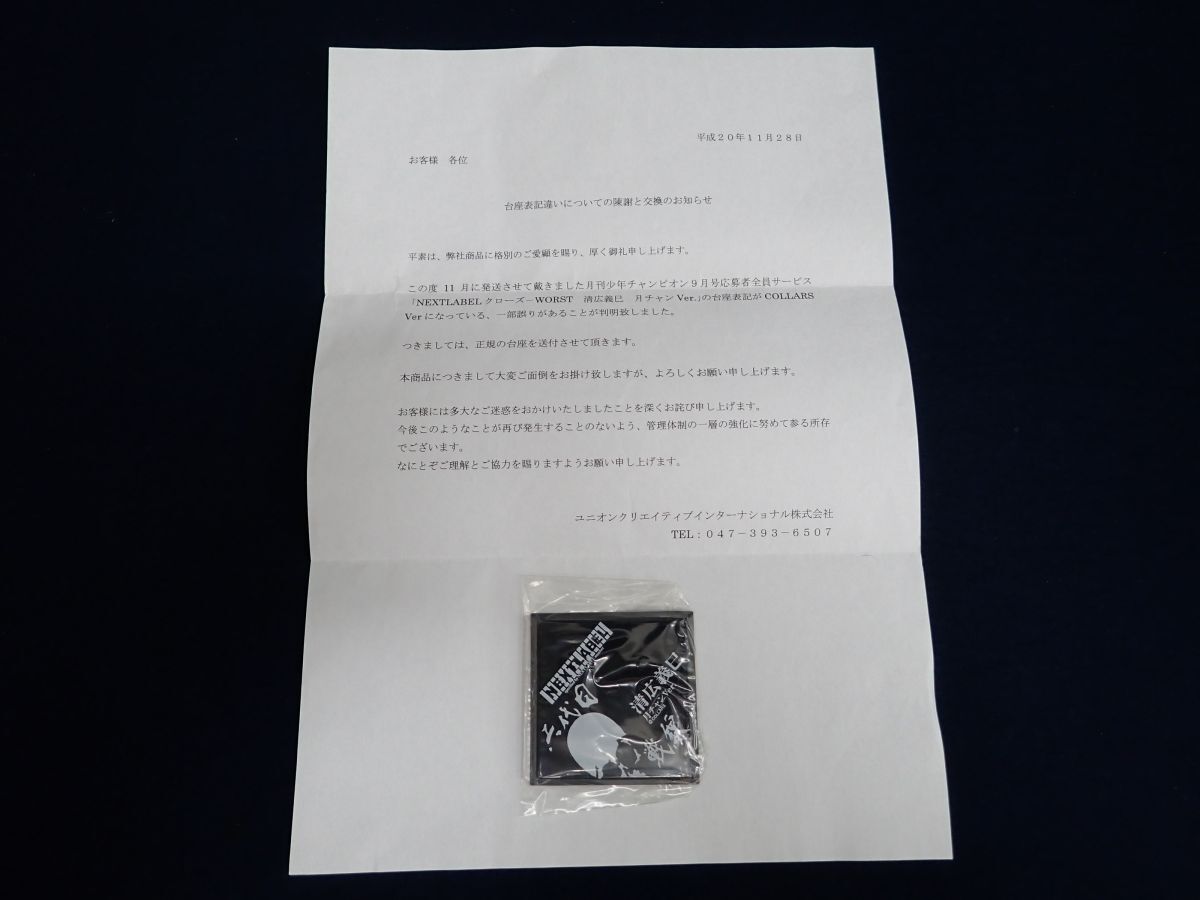 平成２０年１１月２８日
お客様　各位
台座表記違いについての陳謝と交換のお知らせ
平素は、弊社商品に格別のご愛顧を賜り、厚く御礼申し上げます。
この度 11 月に発送させて戴きました月刊少年チャンピオン９月号応募者全員サービス
「NEXTLABEL クローズ－WORST　清広義巳　月チャン Ver.」の台座表記が COLLARS
Ver になっている、一部誤りがあることが判明致しました。
つきましては、正規の台座を送付させて頂きます。
本商品につきまして大変ご面倒をお掛け致しますが、よろしくお願い申し上げます。
お客様には多大なご迷惑をおかけいたしましたことを深くお詫び申し上げます。
今後このようなことが再び発生することのないよう、管理体制の一層の強化に努めて参る所存
でございます。
なにとぞご理解とご協力を賜りますようお願い申し上げます。
ユニオンクリエイティブインターナショナル株式会社
TEL：０４７－３９３－６５０７
清広義巳
月チャンVer.
六代目
武装戦線